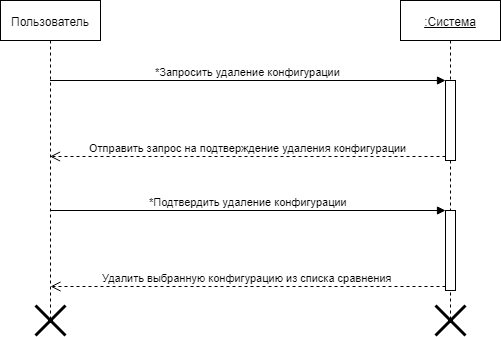 Пользователь
:Система
*Запросить удаление конфигурации
Отправить запрос на подтверждение удаления конфигурации
*Подтвердить удаление конфигурации
Удалить выбранную конфигурацию из списка сравнения